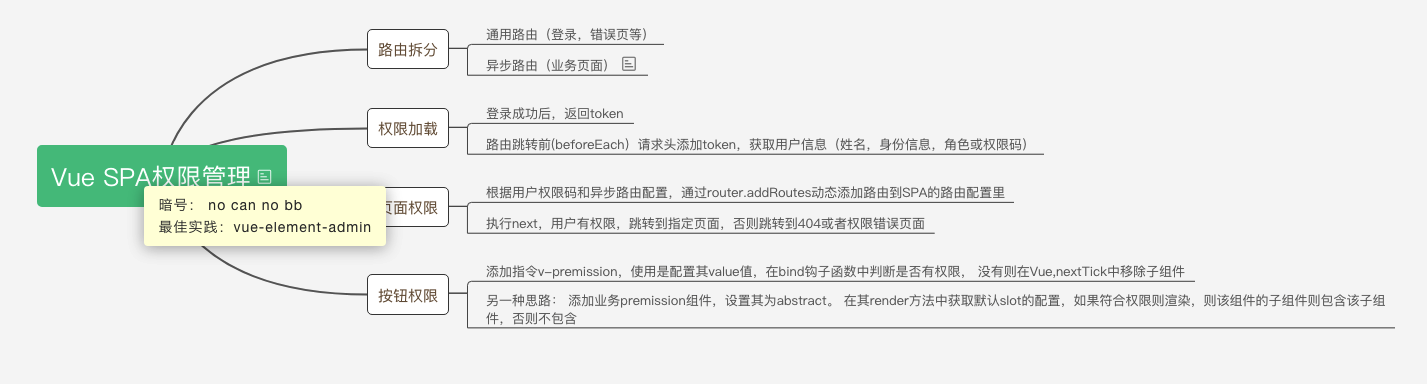 路由拆分
通用路由（登录，错误页等）
异步路由（业务页面）
权限加载
登录成功后，返回token
路由跳转前(beforeEach）请求头添加token，获取用户信息（姓名，身份信息，角色或权限码）
Vue SPA权限管理
暗号： no can no bb
最佳实践：vue-element-admin
页面权限
根据用户权限码和异步路由配置，通过router.addRoutes动态添加路由到SPA的路由配置里
执行next，用户有权限，跳转到指定页面，否则跳转到404或者权限错误页面
按钮权限
添加指令v-premission，使用是配置其value值，在bind钩子函数中判断是否有权限， 没有则在Vue,nextTick中移除子组件
另一种思路： 添加业务premission组件，设置其为abstract。 在其render方法中获取默认slot的配置，如果符合权限则渲染，则该组件的子组件则包含该子组
件，否则不包含